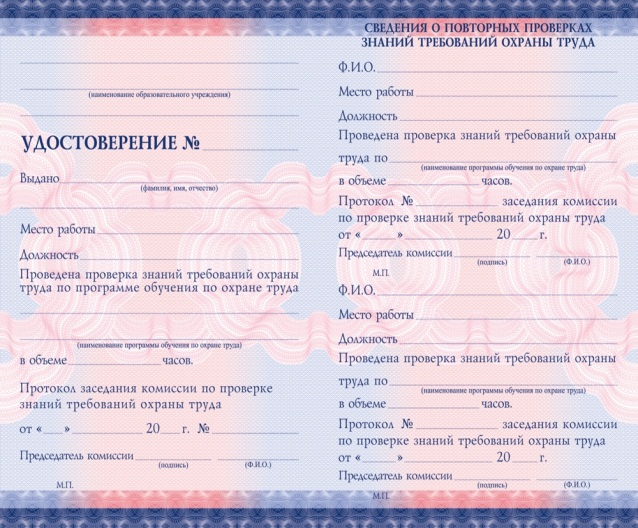 (наименование образовательного учреждения)
УДОСТОВЕРЕНИЕ №
Выдано
(фамилия, имя, отчество)
Место работы
Должность
Проведена проверка знаний требований охраны
труда по программе обучения по охране труда
(наименование программы обучения по охране труда)
в объеме часов.
Протокол заседания комиссии по проверке
знаний требований охраны труда
от « » 20 г. №
Председатель комиссии
(подпись) (Ф.И.О.)
М.П.
СВЕДЕНИЯ О ПОВТОРНЫХ ПРОВЕРКАХ
ЗНАНИЙ ТРЕБОВАНИЙ ОХРАНЫ ТРУДА
Ф.И.О.
Место работы
Должность
Проведена проверка знаний требований охраны
труда по
(наименование программы обучения по охране труда)
в объеме часов.
Протокол № заседания комиссии
по проверке знаний требований охраны труда
от « » 20 г.
Председатель комиссии
(подпись) (Ф.И.О.)
М.П.
Ф.И.О.
Место работы
Должность
Проведена проверка знаний требований охраны
труда по
(наименование программы обучения по охране труда)
в объеме часов.
Протокол № заседания комиссии
по проверке знаний требований охраны труда
от « » 20 г.
Председатель комиссии
(подпись) (Ф.И.О.)
М.П.